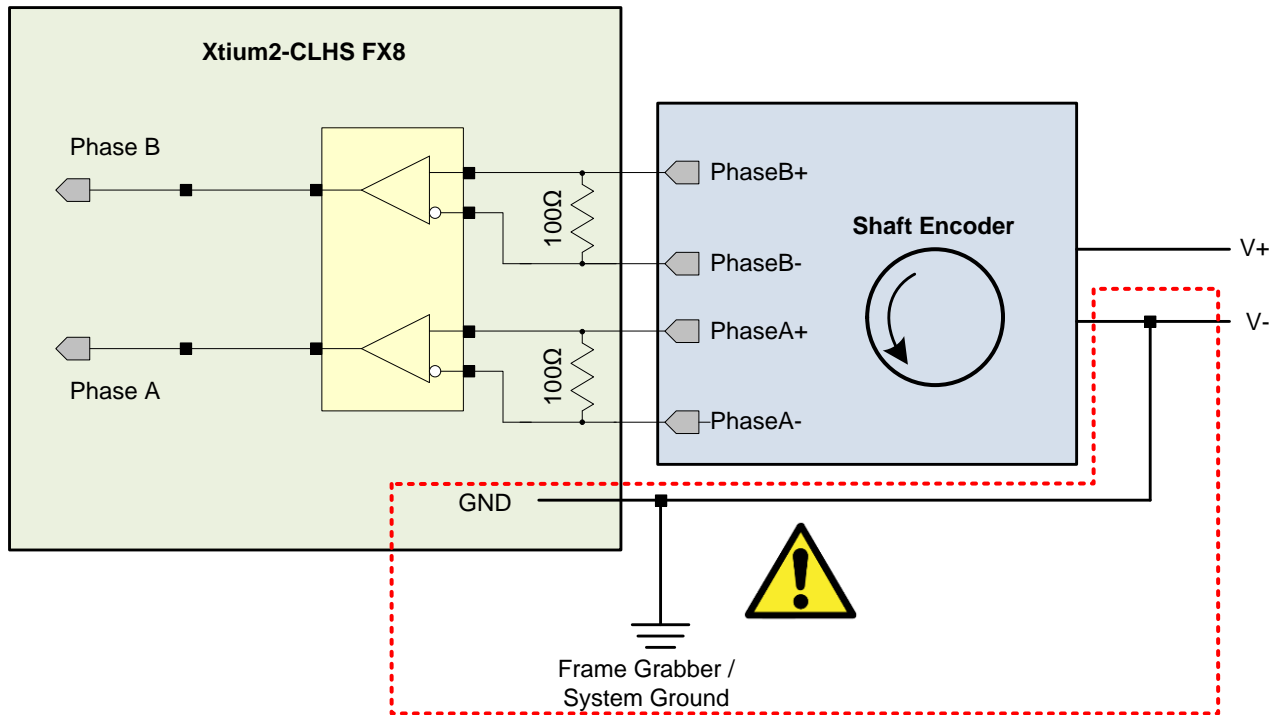 Xtium2-CLHS FX8
Phase B
100Ω
PhaseB+
PhaseB-
Shaft Encoder
V+
V-
Phase A
100Ω
PhaseA+
PhaseA-
GND
Frame Grabber /
System Ground